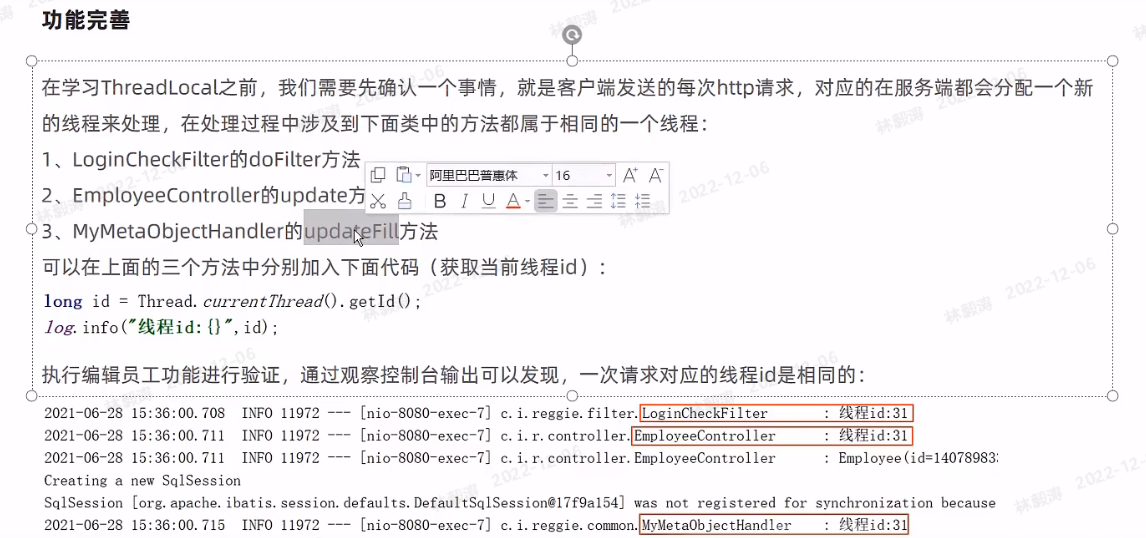 功能完善
在学习ThreadLocal之前，我们需要先确认一个事情，就是客户端发送的每次http请求，对应的在服务端都会分配一个新
的线程来处理，在处理过程中涉及到下面类中的方法都属于相同的一个线程：
1、LoginCheckFilter的doFilter方法
阿里巴巴普惠体 16
2、EmployeeController的update方
B I U A
3、MyMetaObjectHandler的updateFill方法
可以在上面的三个方法中分别加入下面代码（获取当前线程id）：
long id = Thread.currentThread().getId();
log.info("线程id:{}",id);
执行编辑员工功能进行验证，通过观察控制台输出可以发现，一次请求对应的线程id是相同的：
2021-06-28 15:36:00.708 INFO 11972 --- [nio-8080-exec-7] c.i.reggie.filter.LoginCheckFilter : 线程id:31
2021-06-28 15:36:00.711 INFO 11972 --- [nio-8080-exec-7] c.i.r.controller.EmployeeController : 线程id:31
2021-06-28 15:36:00.711 INFO 11972 --- [nio-8080-exec-7] c.i.r.controller.EmployeeController : Employee(id=14078983
Creating a new SqlSession
SqlSession [org.apache.ibatis.session.defaults.DefaultSqlSession@17f9a154] was not registered for synchronization because
2021-06-28 15:36:00.715 INFO 11972 --- [nio-8080-exec-7] c.i.reggie.common.MyMetaObjectHandler : 线程id:31